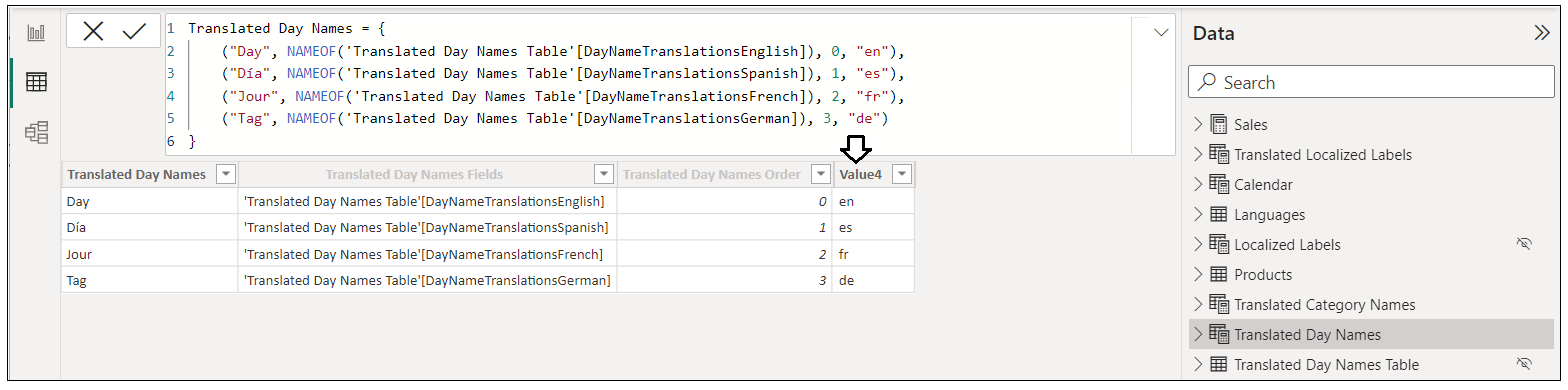 1 Translated Day Names = {
2 ("Day", NAMEOF('Translated Day Names Table'[DayNameTranslationsEnglish]), 0, "en"),
3 ("Día", NAMEOF('Translated Day Names Table'[DayNameTranslationsSpanish]), 1, "es"),
4 ("Jour", NAMEOF('Translated Day Names Table'[DayNameTranslationsFrench]), 2, "fr"),
5 ("Tag", NAMEOF('Translated Day Names Table'[DayNameTranslationsGerman]), 3, "de")
6 }
Translated Day Names Translated Day Names Fields Translated Day Names Order Value4
Day 'Translated Day Names Table'[DayNameTranslationsEnglish] 0 en
Día 'Translated Day Names Table'[DayNameTranslationsSpanish] 1 es
Jour 'Translated Day Names Table'[DayNameTranslationsFrench] 2 fr
Tag 'Translated Day Names Table'[DayNameTranslationsGerman] 3 de
Data
Search
Sales
Translated Localized Labels
Calendar
Languages
Localized Labels
Products
Translated Category Names
Translated Day Names
Translated Day Names Table